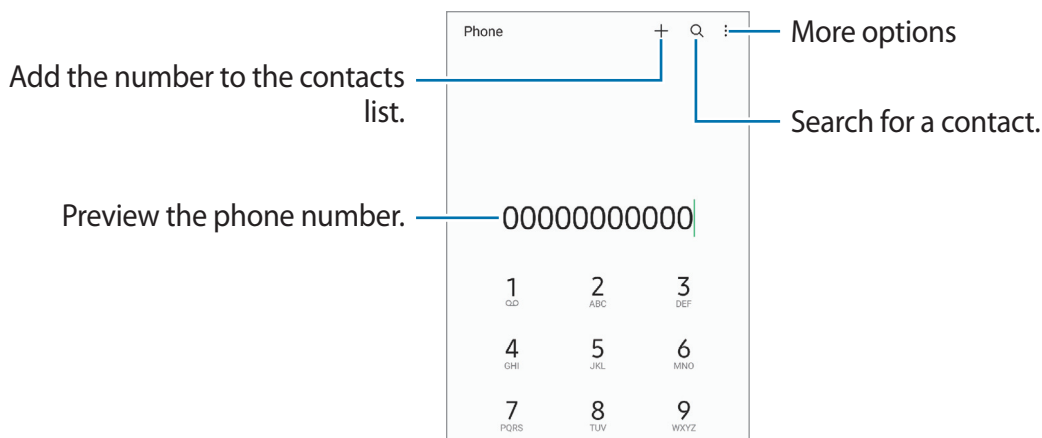 Phone
More options
Add the number to the contacts
list.
Search for a contact.
Preview the phone number.
00000000000
1 2 3
ABC DEF
4 5 6
GHI JKL MNO
7 8 9
PQRS TUV WXYZ